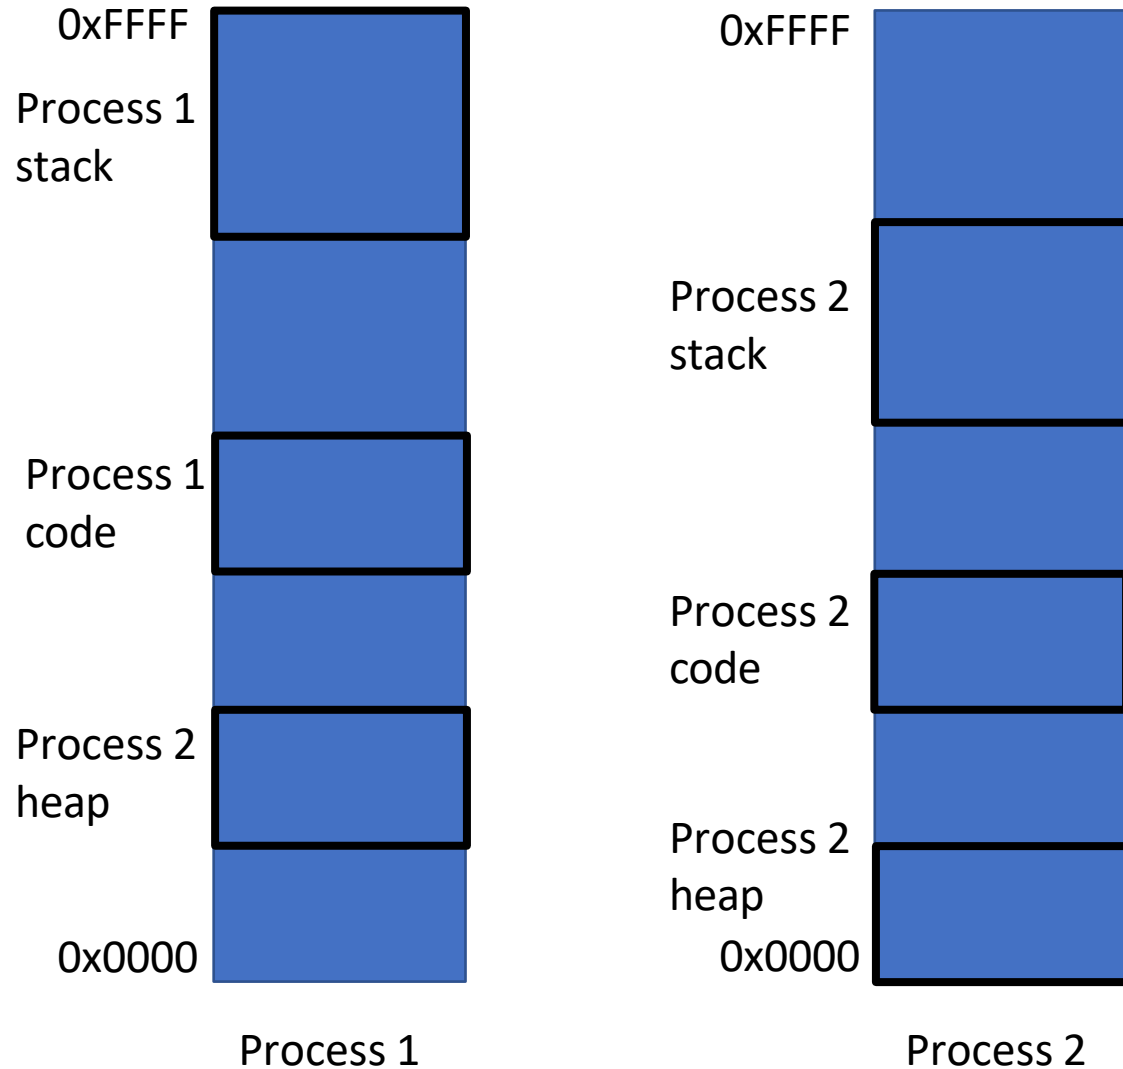 0xFFFF
Process 1
stack
Process 1
code
Process 2
heap
0x0000
Process 1
0xFFFF
Process 2
stack
Process 2
code
Process 2
heap
0x0000
Process 2